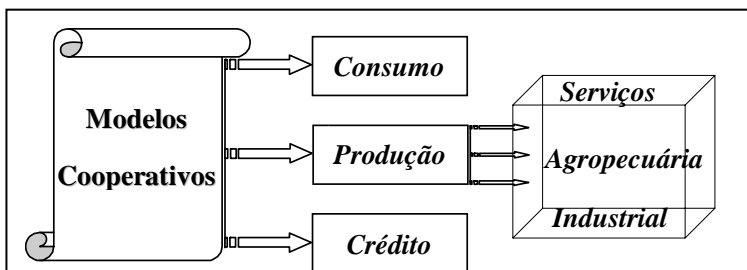 Modelos
Cooperativos
Consumo
Produção
Crédito
Serviços
Agropecuária
Industrial